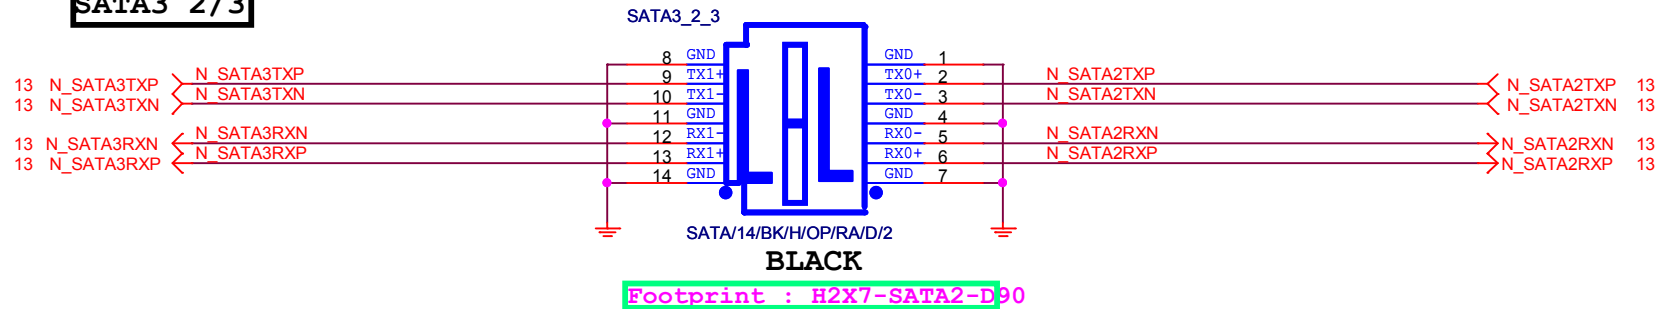 SATA3 2/3
SATA3_2_3
8 GND GND 1
13 N_SATA3TXP N_SATA3TXP 9 TX1+ TX0+ 2 N_SATA2TXP N_SATA2TXP 13
13 N_SATA3TXN N_SATA3TXN 10 TX1- TX0- 3 N_SATA2TXN N_SATA2TXN 13
11 GND GND 4
13 N_SATA3RXN N_SATA3RXN 12 RX1- RX0- 5 N_SATA2RXN N_SATA2RXN 13
13 N_SATA3RXP N_SATA3RXP 13 RX1+ RX0+ 6 N_SATA2RXP N_SATA2RXP 13
14 GND GND 7
SATA/14/BK/H/OP/RA/D/2
BLACK
Footprint : H2X7-SATA2-D90